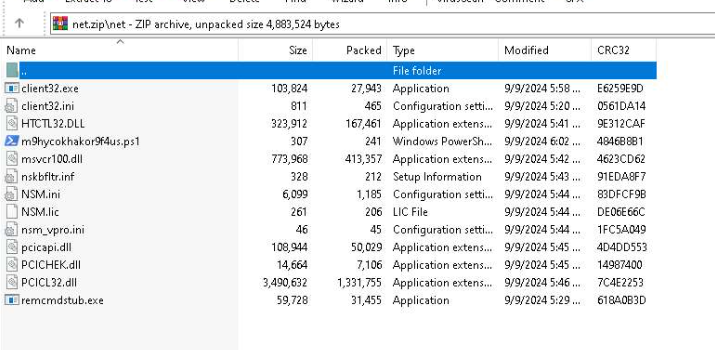 Add Extract To Test View Delete Find Wizard Info VirusScan Comment SFX
net.zip\net - ZIP archive, unpacked size 4,883,524 bytes
Name Size Packed Type Modified CRC32
.. File folder
client32.exe 103,824 27,943 Application 9/9/2024 5:58 ... E6259E9D
client32.ini 811 465 Configuration setti... 9/9/2024 5:20 ... 0561DA14
HTCTL32.DLL 323,912 167,461 Application extens... 9/9/2024 5:41 ... 9E312CAF
m9hycokhakor9f4us.ps1 307 241 Windows PowerSh... 9/9/2024 6:02 ... 4846B8B1
msvcr100.dll 773,968 413,357 Application extens... 9/9/2024 5:42 ... 4623CD62
nskbfltr.inf 328 212 Setup Information 9/9/2024 5:43 ... 91EDA8F7
NSM.ini 6,099 1,185 Configuration setti... 9/9/2024 5:44 ... 83DFCF9B
NSM.lic 261 206 LIC File 9/9/2024 5:44 ... DE06E66C
nsm_vpro.ini 46 45 Configuration setti... 9/9/2024 5:44 ... 1FC5A049
pcicapi.dll 108,944 50,029 Application extens... 9/9/2024 5:45 ... 4D4DD553
PCICHEK.dll 14,664 7,106 Application extens... 9/9/2024 5:45 ... 14987400
PCICL32.dll 3,490,632 1,331,755 Application extens... 9/9/2024 5:46 ... 7C4E2253
remcmdstub.exe 59,728 31,455 Application 9/9/2024 5:29 ... 618A0B3D